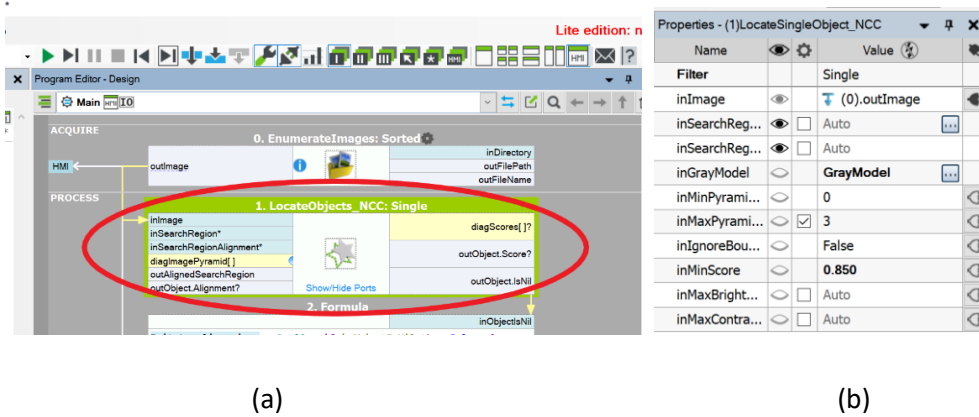 Lite edition: n
HMI
?
Program Editor - Design
Main HMI IO
ACQUIRE
0. EnumerateImages: Sorted
HMI
outImage
inDirectory
outFilePath
outFileName
PROCESS
1. LocateObjects_NCC: Single
inImage
inSearchRegion*
inSearchRegionAlignment*
diagImagePyramid[ ]
outAlignedSearchRegion
outObject.Alignment?
Show/Hide Ports
diagScores[ ]?
outObject.Score?
outObject.IsNil
2. Formula
inObjectIsNil
(a)
Properties - (1)LocateSingleObject_NCC
Name Value
Filter Single
inImage (0).outImage
inSearchReg... Auto ...
inSearchReg... Auto
inGrayModel GrayModel ...
inMinPyrami... 0
inMaxPyrami... 3
inIgnoreBou... False
inMinScore 0.850
inMaxBright... Auto
inMaxContra... Auto
(b)